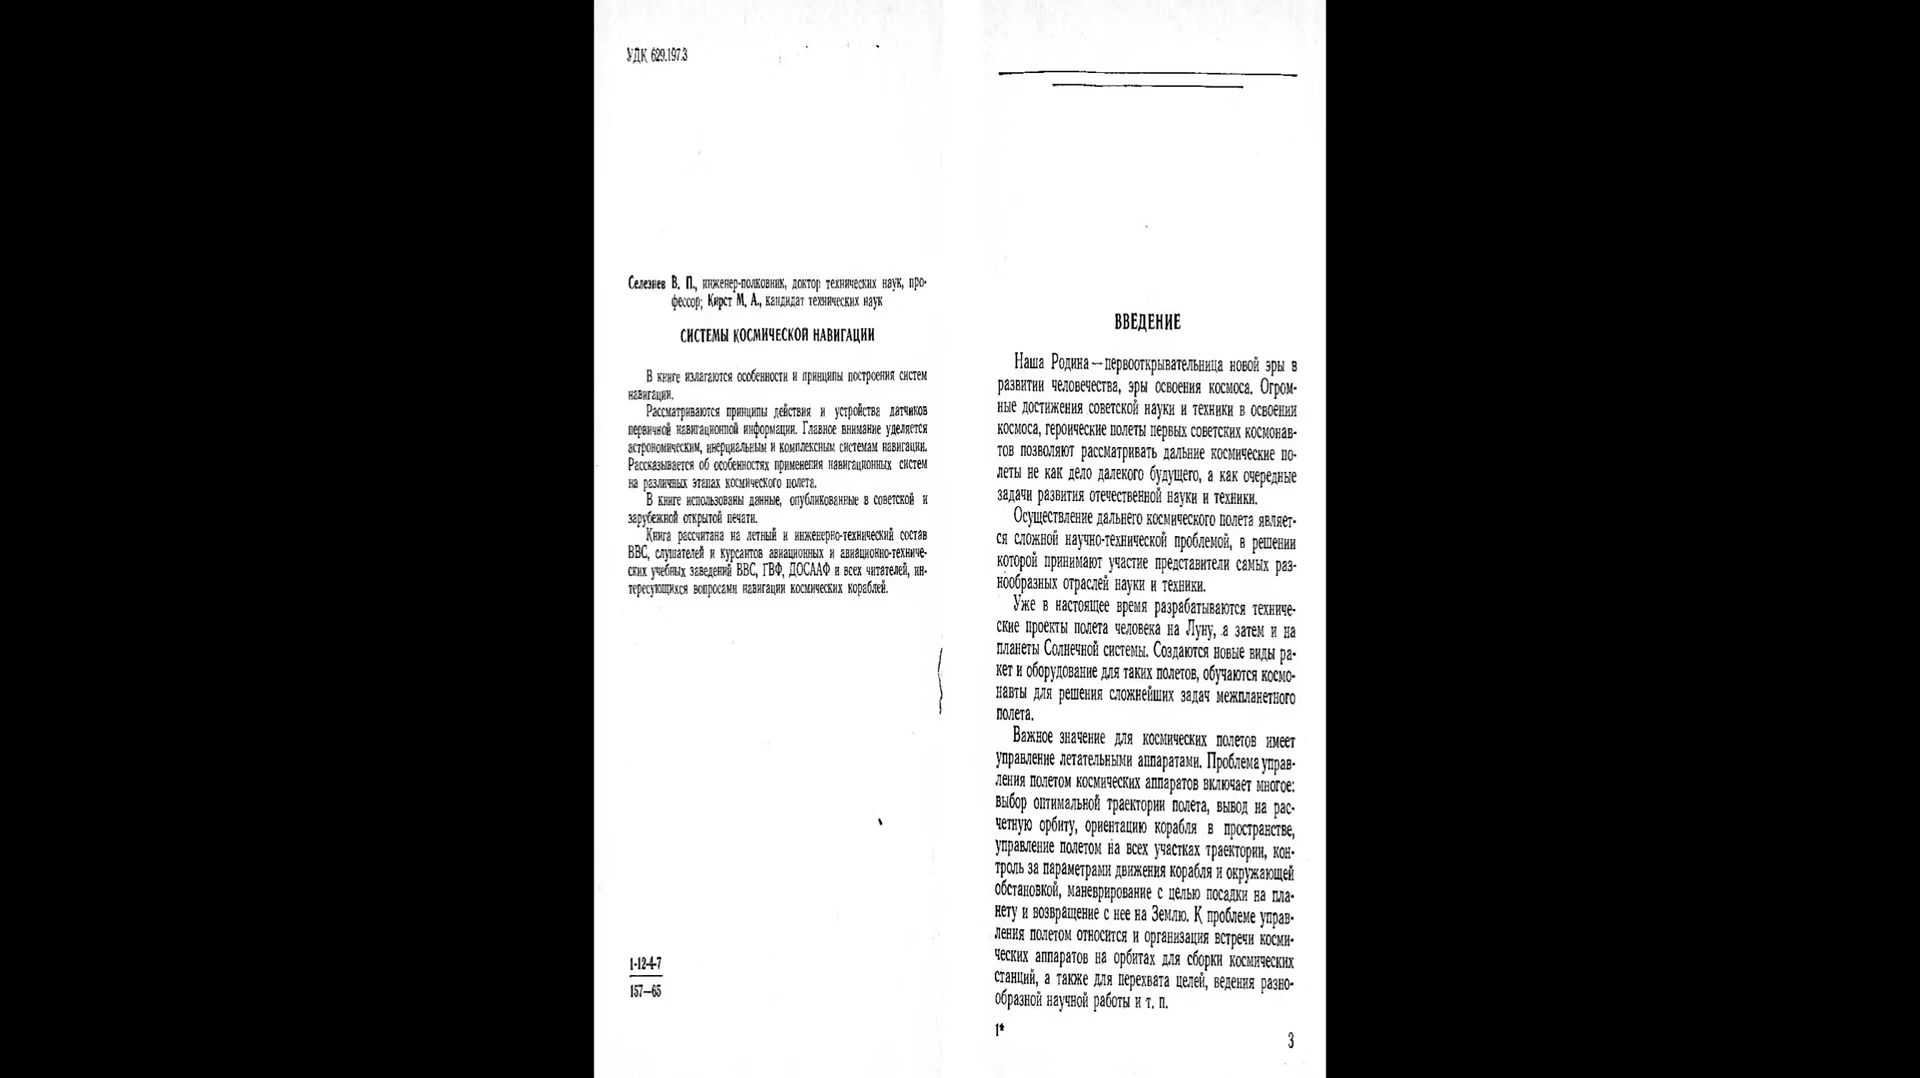 УДК 629.197.3
Селезнев В. П., инженер-полковник, доктор технических наук, про-
фессор; Кирст М. А., кандидат технических наук
СИСТЕМЫ КОСМИЧЕСКОЙ НАВИГАЦИИ
В книге излагаются особенности и принципы построения систем
навигации.
Рассматриваются принципы действия и устройства датчиков
первичной навигационной информации. Главное внимание уделяется
астрономическим, инерциальным и комплексным системам навигации.
Рассказывается об особенностях применения навигационных систем
на различных этапах космического полета.
В книге использованы данные, опубликованные в советской и
зарубежной открытой печати.
Книга рассчитана на летный и инженерно-технический состав
ВВС, слушателей и курсантов авиационных и авиационно-техниче-
ских учебных заведений ВВС, ГВФ, ДОСААФ и всех читателей, ин-
тересующихся вопросами навигации космических кораблей.
1-12-4-7
157—65
ВВЕДЕНИЕ
Наша Родина — первооткрывательница новой эры в
развитии человечества, эры освоения космоса. Огром-
ные достижения советской науки и техники в освоении
космоса, героические полеты первых советских космонав-
тов позволяют рассматривать дальние космические по-
леты не как дело далекого будущего, а как очередные
задачи развития отечественной науки и техники.
Осуществление дальнего космического полета являет-
ся сложной научно-технической проблемой, в решении
которой принимают участие представители самых раз-
нообразных отраслей науки и техники.
Уже в настоящее время разрабатываются техниче-
ские проекты полета человека на Луну, а затем и на
планеты Солнечной системы. Создаются новые виды ра-
кет и оборудование для таких полетов, обучаются космо-
навты для решения сложнейших задач межпланетного
полета.
Важное значение для космических полетов имеет
управление летательными аппаратами. Проблема управ-
ления полетом космических аппаратов включает многое:
выбор оптимальной траектории полета, вывод на рас-
четную орбиту, ориентацию корабля в пространстве,
управление полетом на всех участках траектории, кон-
троль за параметрами движения корабля и окружающей
обстановкой, маневрирование с целью посадки на пла-
нету и возвращение с нее на Землю. К проблеме управ-
ления полетом относится и организация встречи косми-
ческих аппаратов на орбитах для сборки космических
станций, а также для перехвата целей, ведения разно-
образной научной работы и т. п.
1*
3